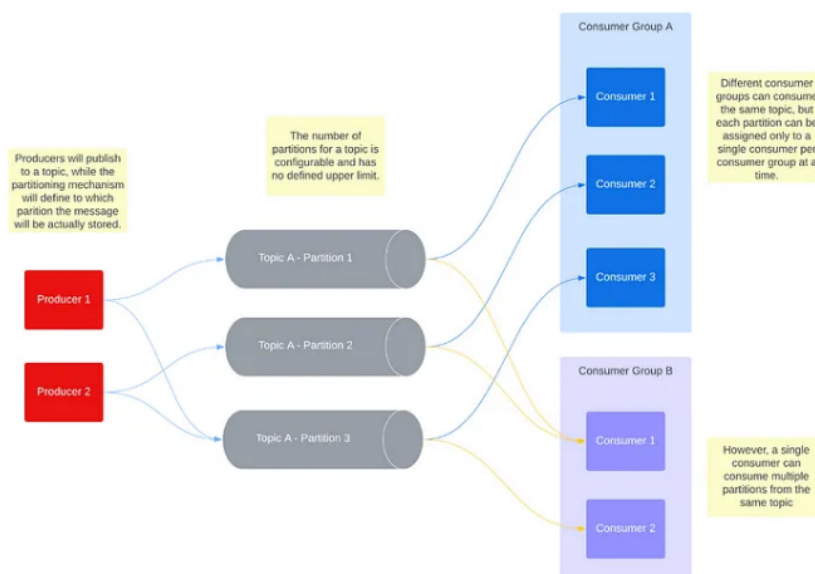 Producers will publish
to a topic, while the
partitioning mechanism
will define to which
parition the message
will be actually stored.
Producer 1
Producer 2
The number of
partitions for a topic is
configurable and has
no defined upper limit.
Topic A - Partition 1
Topic A - Partition 2
Topic A - Partition 3
Consumer Group A
Consumer 1
Consumer 2
Consumer 3
Consumer Group B
Consumer 1
Consumer 2
Different consumer
groups can consume
the same topic, but
each partition can be
assigned only to a
single consumer per
consumer group at a
time.
However, a single
consumer can
consume multiple
partitions from the
same topic